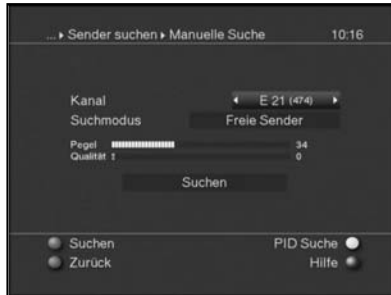 ... ▸ Sender suchen ▸ Manuelle Suche 10:16
Kanal ◂ E 21 (474) ▸
Suchmodus Freie Sender
Pegel 34
Qualität 0
Suchen
Suchen PID Suche
Zurück Hilfe